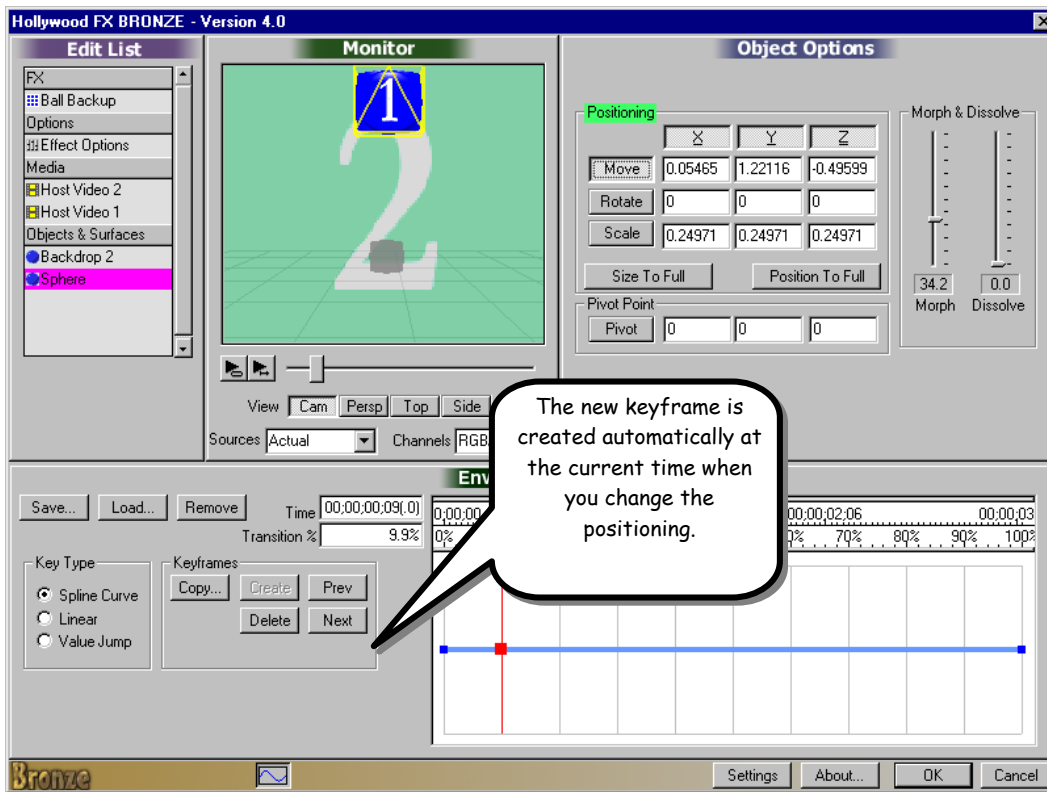 Hollywood FX BRONZE - Version 4.0
Edit List
FX
Ball Backup
Options
Effect Options
Media
Host Video 2
Host Video 1
Objects & Surfaces
Backdrop 2
Sphere
Monitor
1
2
View Cam Persp Top Side
Sources Actual Channels RGB
Object Options
Positioning
X Y Z
Move 0.05465 1.22116 -0.49599
Rotate 0 0 0
Scale 0.24971 0.24971 0.24971
Size To Full Position To Full
Pivot Point
Pivot 0 0 0
Morph & Dissolve
34.2 0.0
Morph Dissolve
The new keyframe is
created automatically at
the current time when
you change the
positioning.
Env
Save... Load... Remove Time 00;00;00;09(.0)
Transition % 9.9%
Key Type
Spline Curve
Linear
Value Jump
Keyframes
Copy... Create Prev
Delete Next
0;00;00 00;00;02;06 00;00;03
0% 70% 80% 90% 100%
Bronze
Settings About... OK Cancel